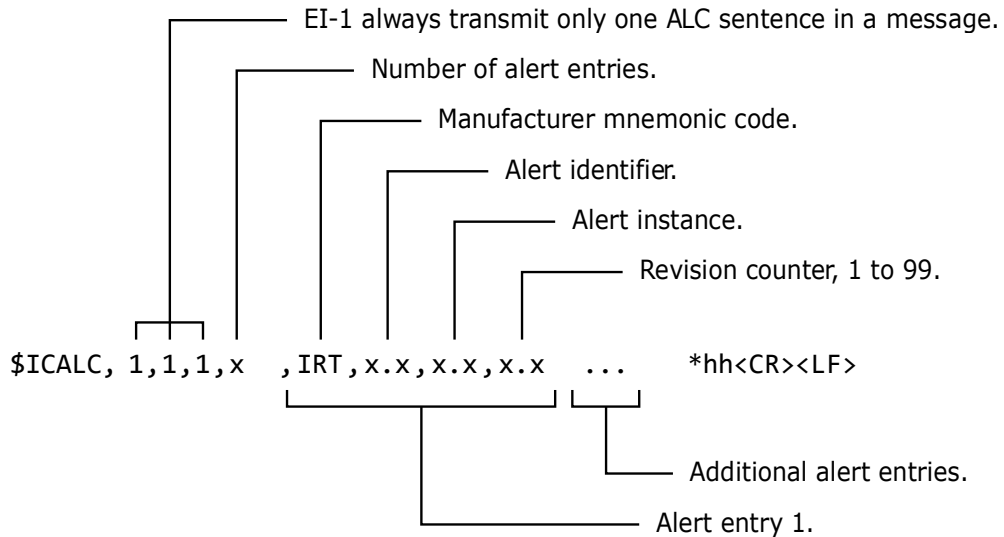 EI-1 always transmit only one ALC sentence in a message.
Number of alert entries.
Manufacturer mnemonic code.
Alert identifier.
Alert instance.
Revision counter, 1 to 99.
$ICALC, 1,1,1,x ,IRT,x.x,x.x,x.x ... *hh<CR><LF>
Additional alert entries.
Alert entry 1.